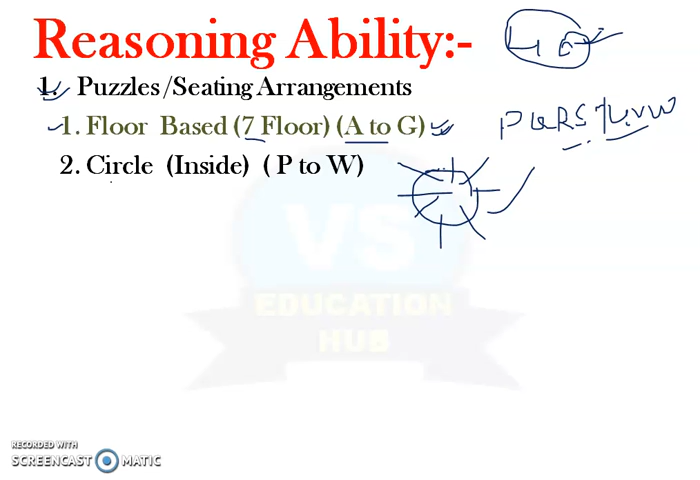 Reasoning Ability:-
1. Puzzles /Seating Arrangements
1. Floor Based (7 Floor) (A to G)
2. Circle (Inside) ( P to W)
P Q R S T U V W
VS
EDUCATION
HUB
RECORDED WITH
SCREENCAST MATIC